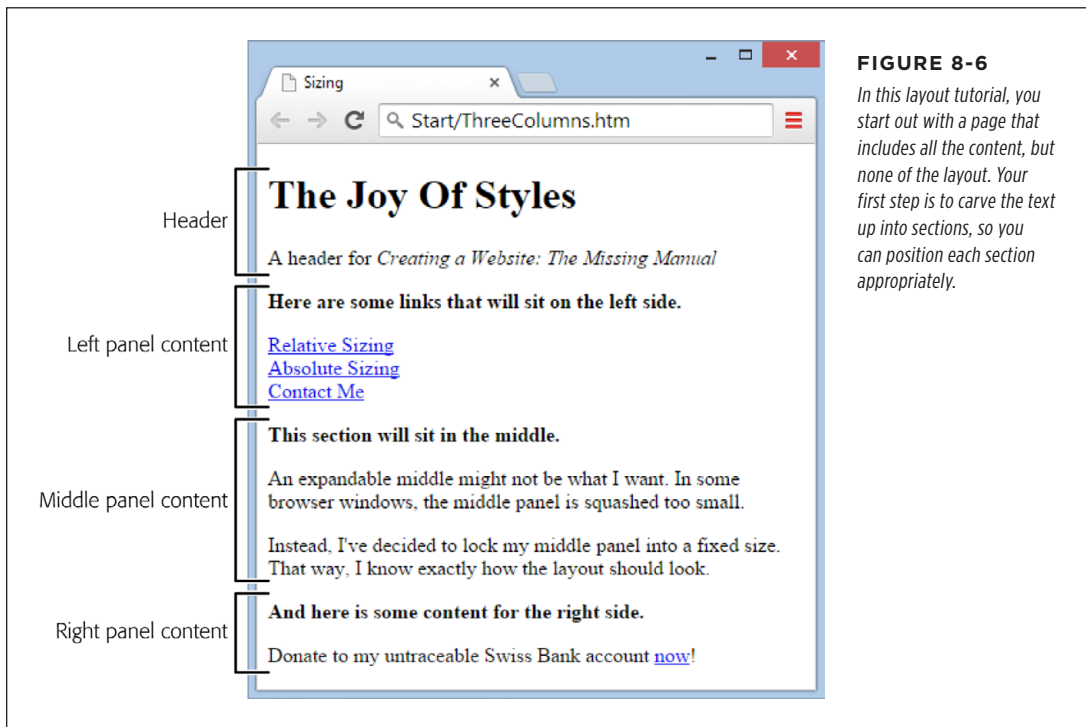 Sizing
Start/ThreeColumns.htm
Header
The Joy Of Styles
A header for Creating a Website: The Missing Manual
Left panel content
Here are some links that will sit on the left side.
Relative Sizing
Absolute Sizing
Contact Me
Middle panel content
This section will sit in the middle.
An expandable middle might not be what I want. In some
browser windows, the middle panel is squashed too small.
Instead, I've decided to lock my middle panel into a fixed size.
That way, I know exactly how the layout should look.
Right panel content
And here is some content for the right side.
Donate to my untraceable Swiss Bank account now!
FIGURE 8-6
In this layout tutorial, you
start out with a page that
includes all the content, but
none of the layout. Your
first step is to carve the text
up into sections, so you
can position each section
appropriately.